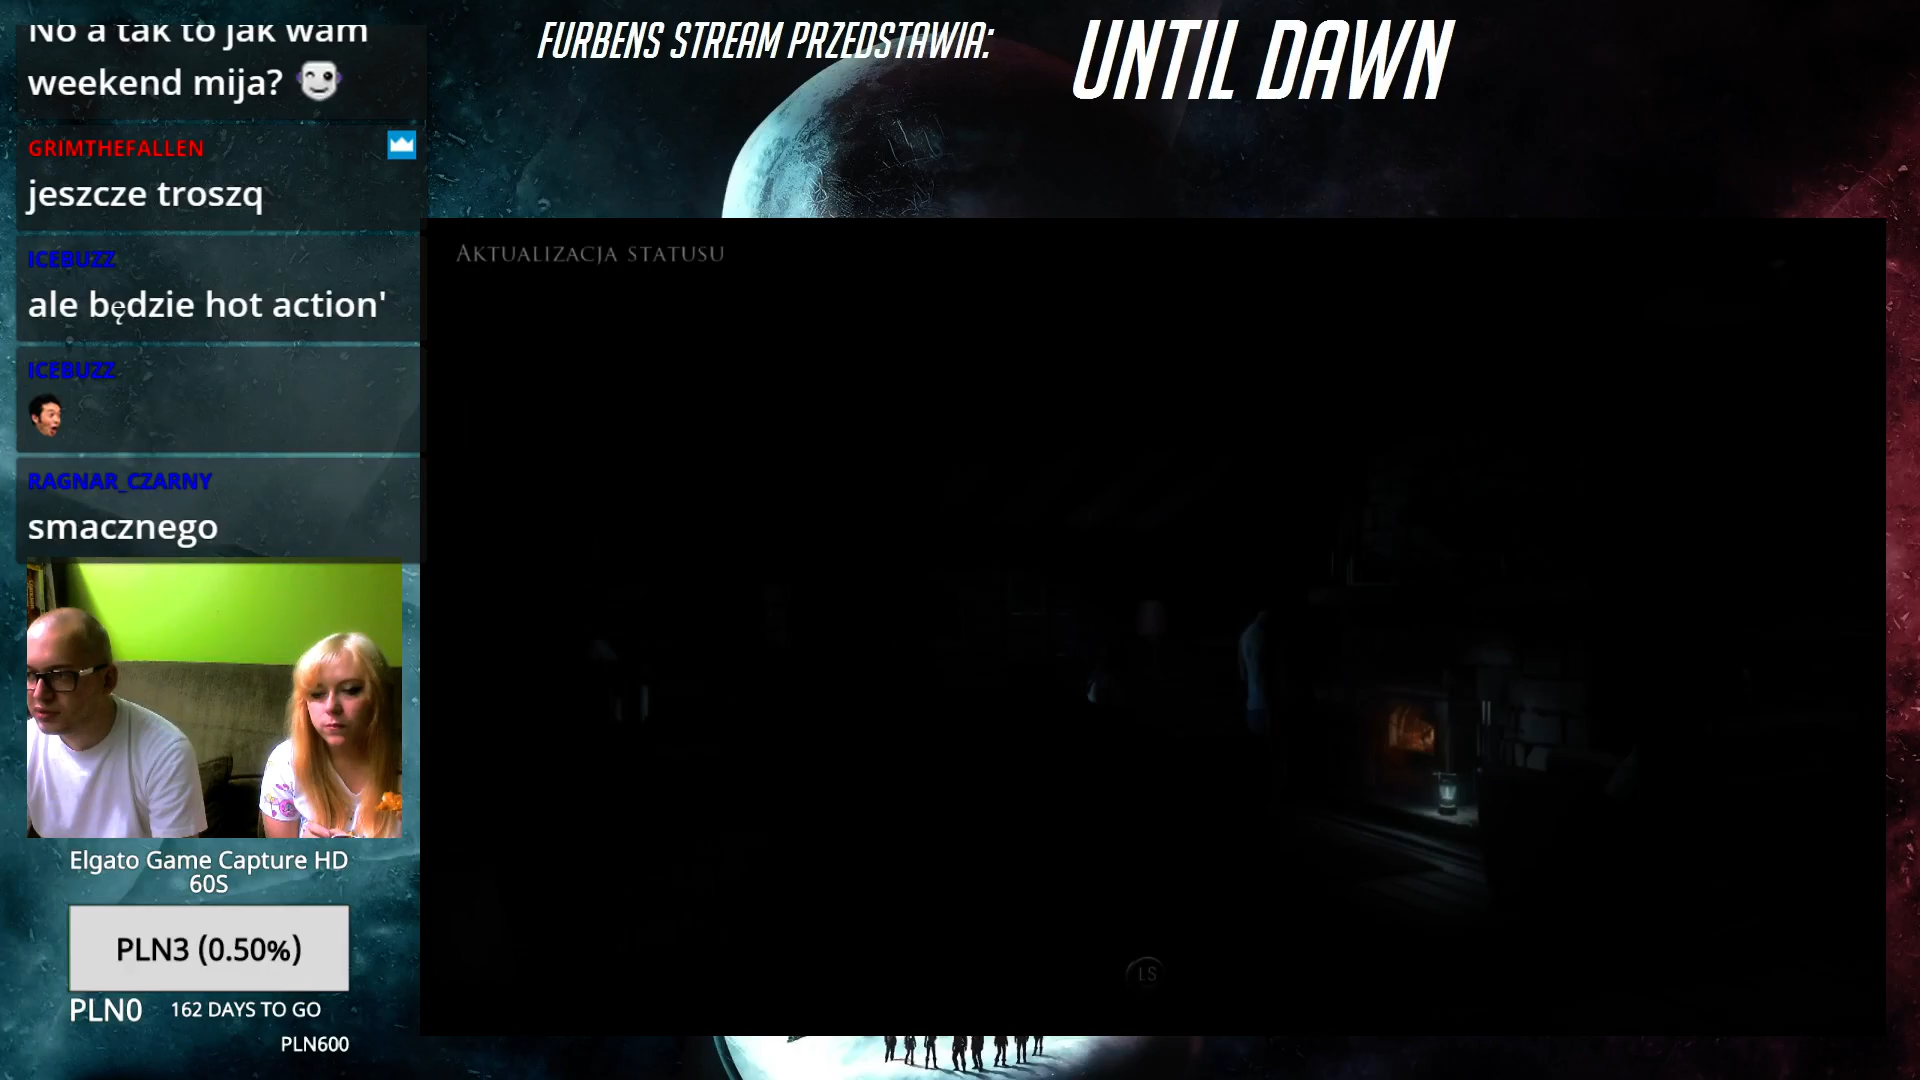 No a tak to jak wam
weekend mija?
GRIMTHEFALLEN
jeszcze troszq
ICEBUZZ
ale będzie hot action'
ICEBUZZ
RAGNAR_CZARNY
smacznego
Elgato Game Capture HD
60S
PLN3 (0.50%)
PLN0 162 DAYS TO GO
PLN600
FURBENS STREAM PRZEDSTAWIA:
UNTIL DAWN
AKTUALIZACJA STATUSU
LS